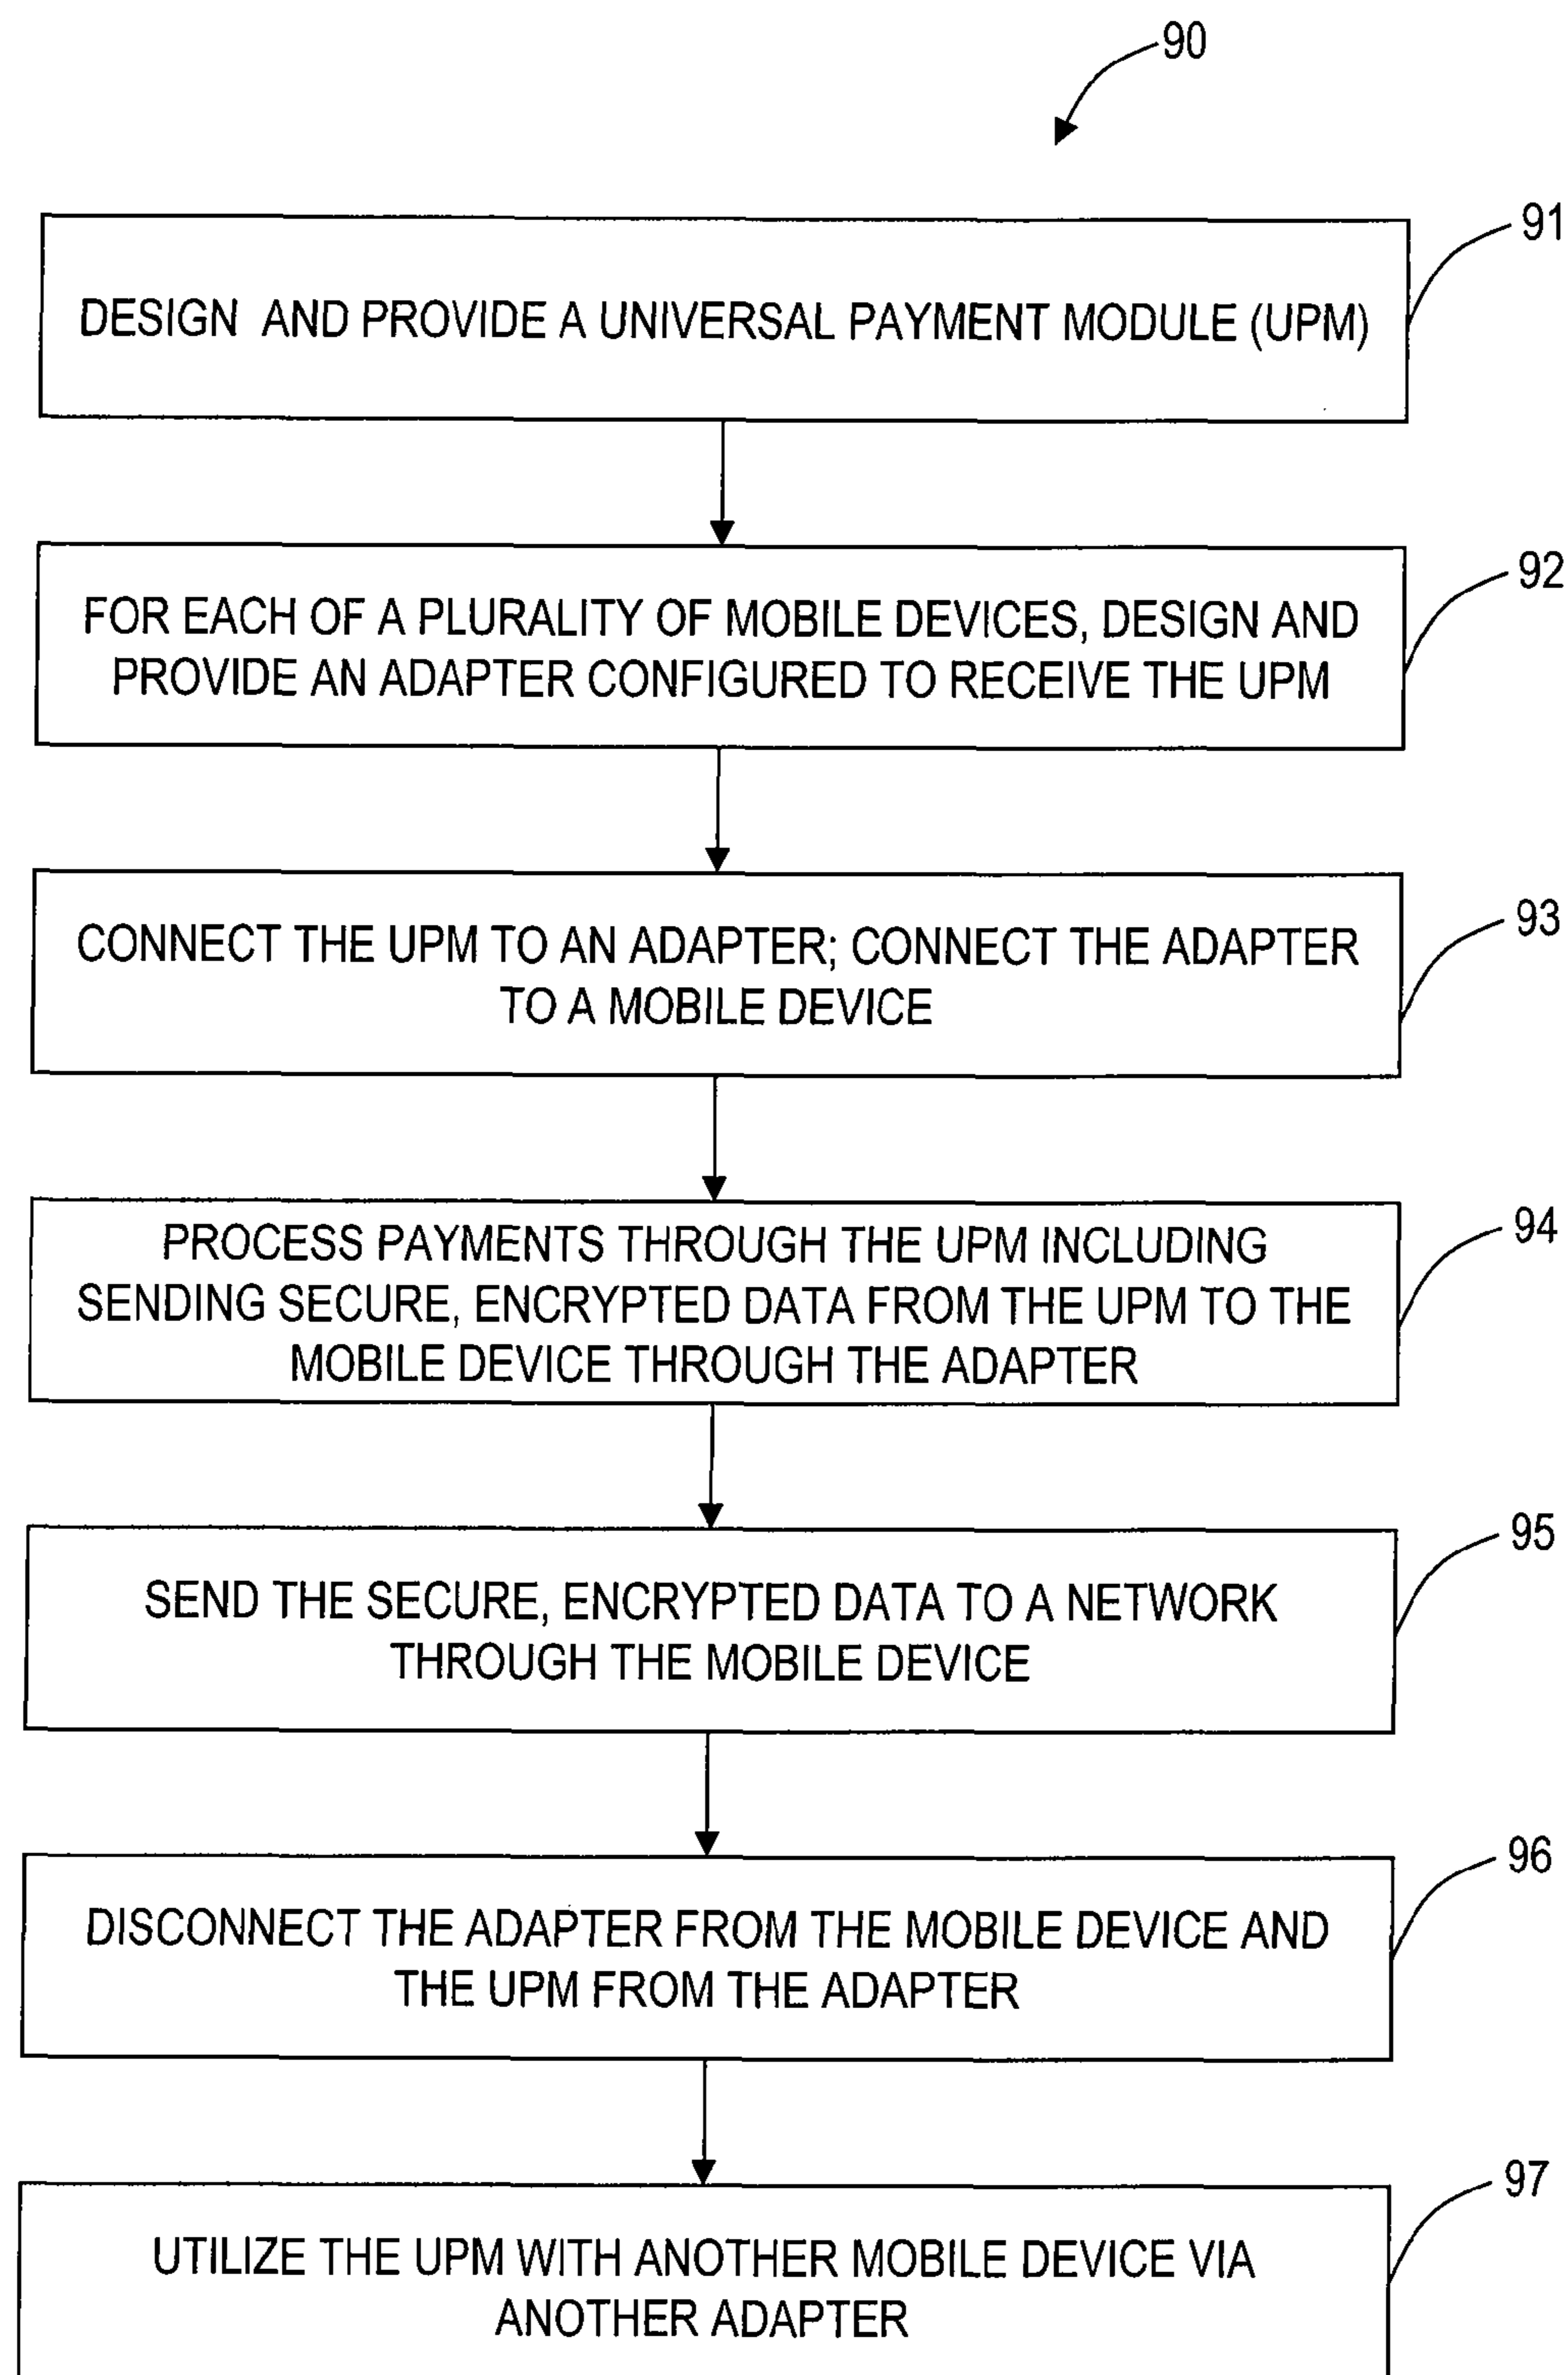 90
91
DESIGN AND PROVIDE A UNIVERSAL PAYMENT MODULE (UPM)
92
FOR EACH OF A PLURALITY OF MOBILE DEVICES, DESIGN AND
PROVIDE AN ADAPTER CONFIGURED TO RECEIVE THE UPM
93
CONNECT THE UPM TO AN ADAPTER; CONNECT THE ADAPTER
TO A MOBILE DEVICE
94
PROCESS PAYMENTS THROUGH THE UPM INCLUDING
SENDING SECURE, ENCRYPTED DATA FROM THE UPM TO THE
MOBILE DEVICE THROUGH THE ADAPTER
95
SEND THE SECURE, ENCRYPTED DATA TO A NETWORK
THROUGH THE MOBILE DEVICE
96
DISCONNECT THE ADAPTER FROM THE MOBILE DEVICE AND
THE UPM FROM THE ADAPTER
97
UTILIZE THE UPM WITH ANOTHER MOBILE DEVICE VIA
ANOTHER ADAPTER